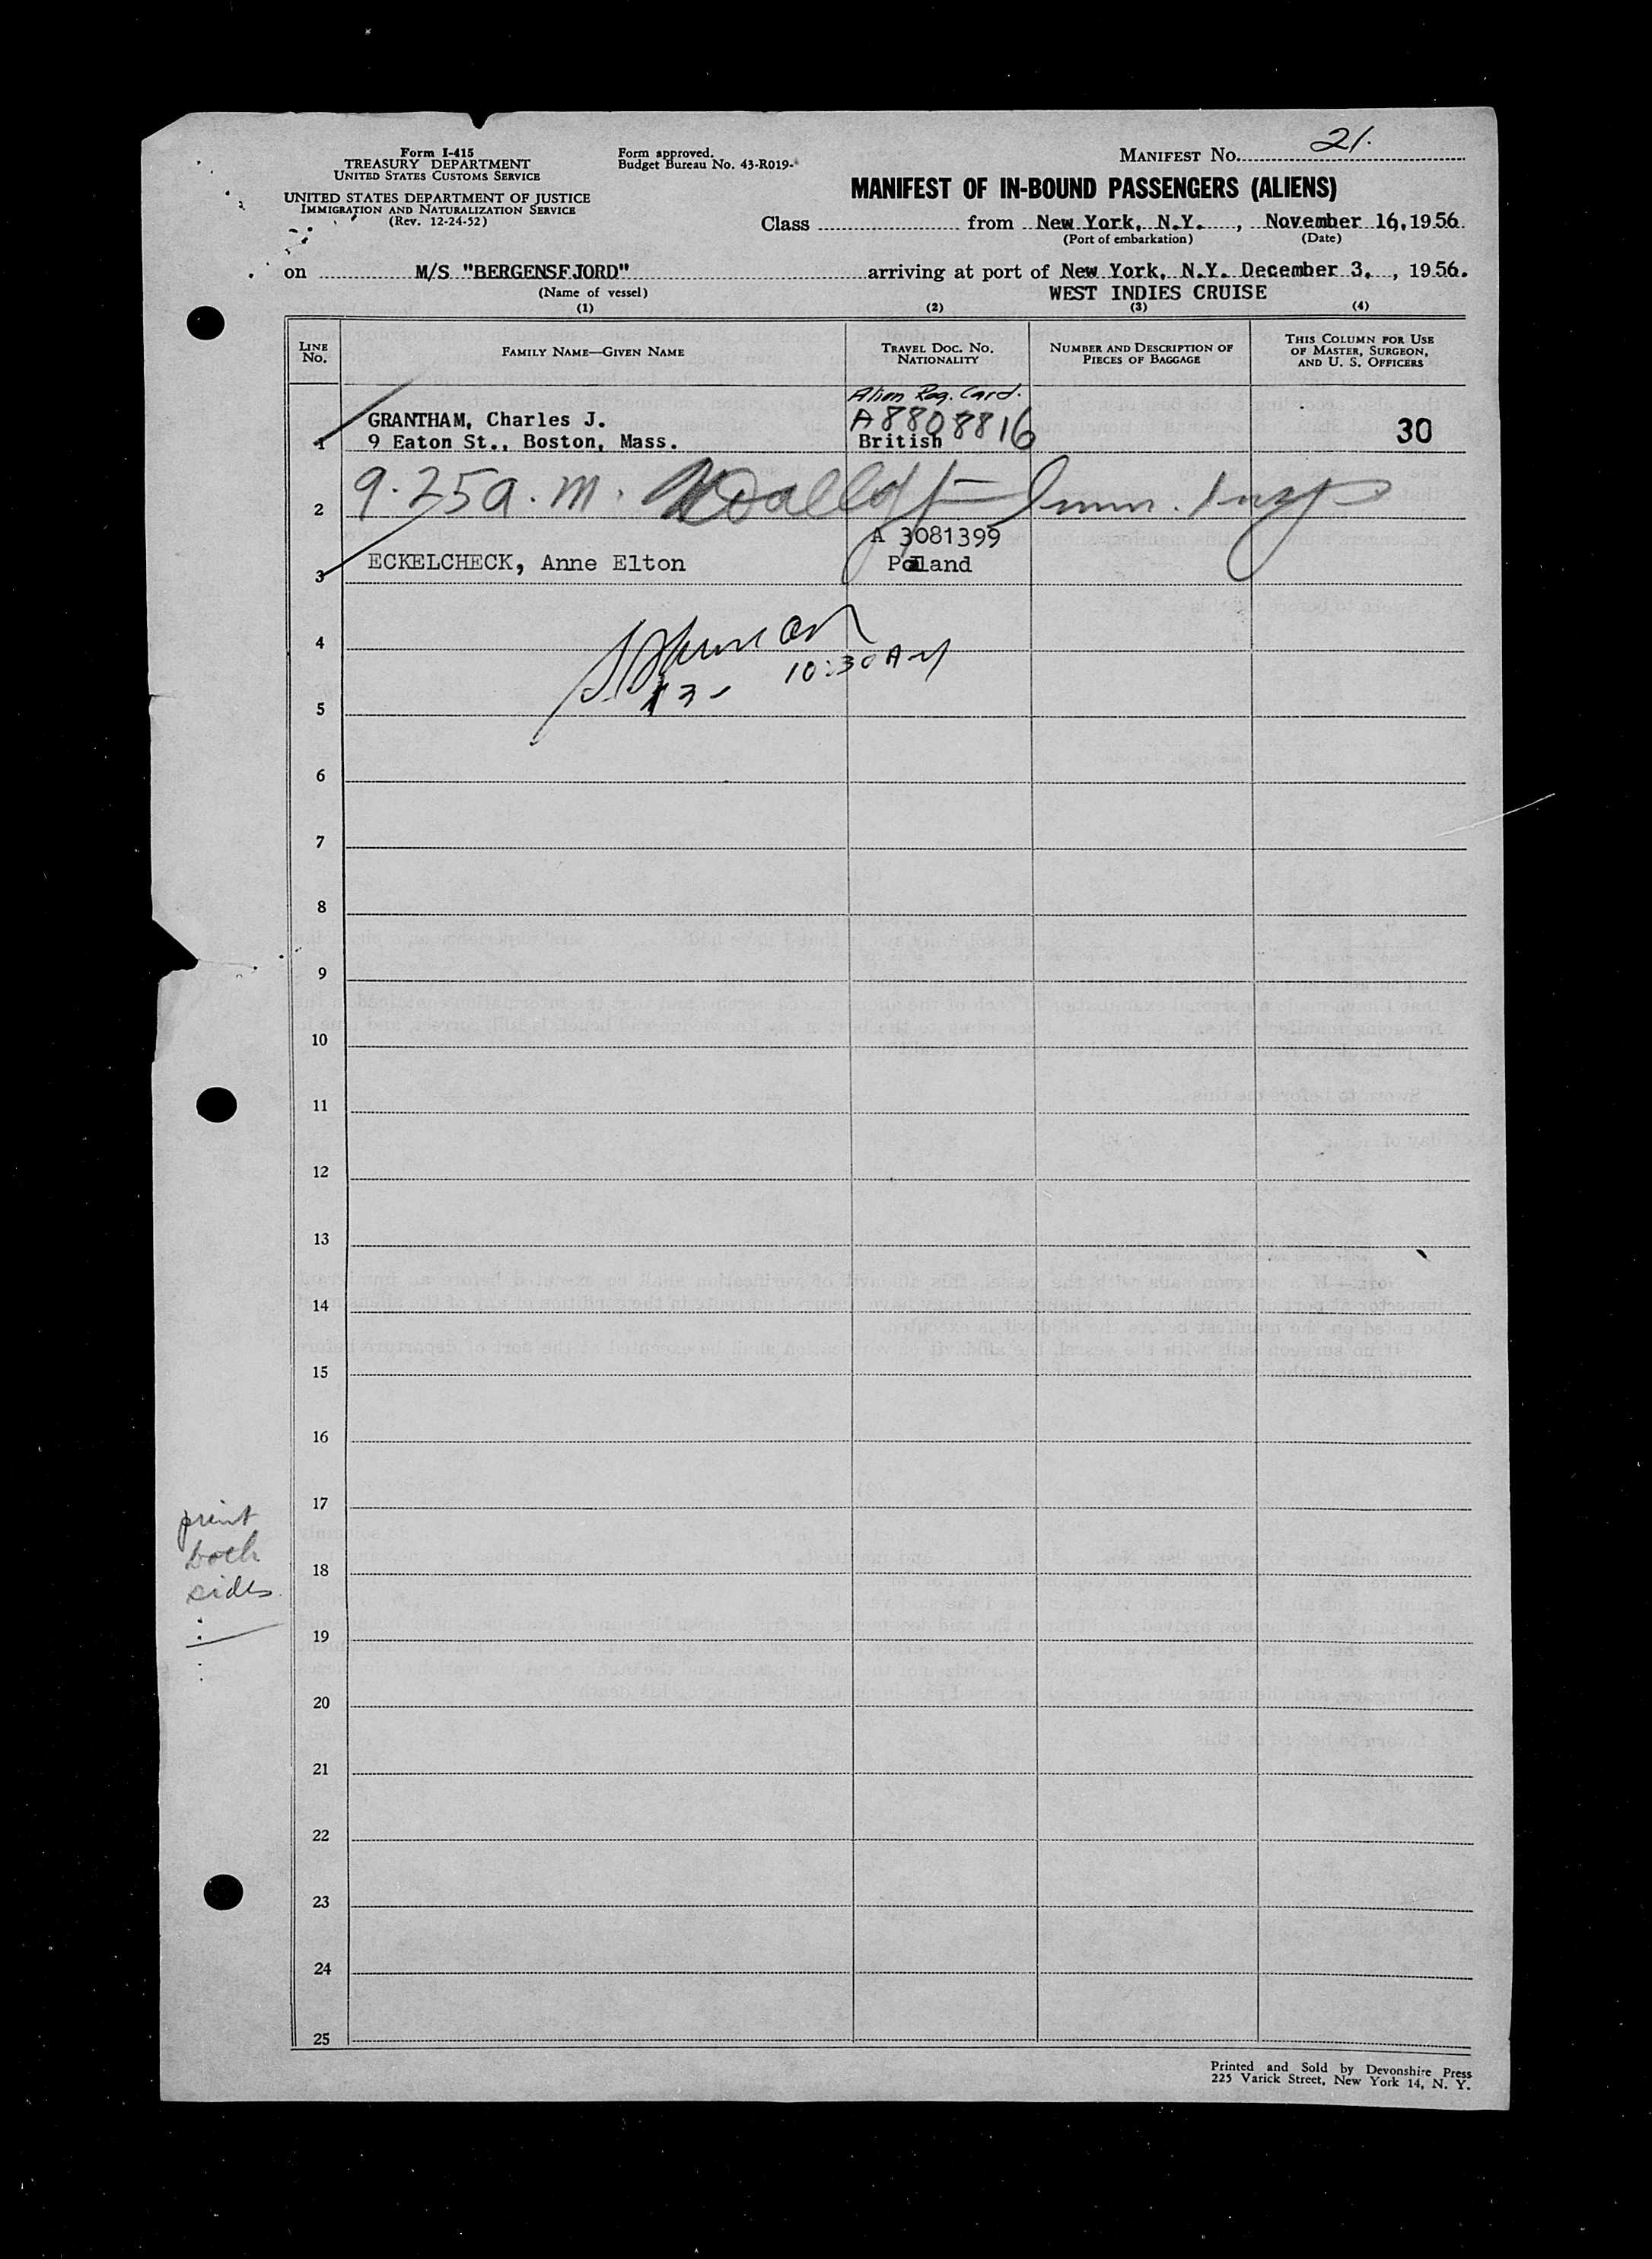 Form I-415
TREASURY DEPARTMENT
UNITED STATES CUSTOMS SERVICE
UNITED STATES DEPARTMENT OF JUSTICE
IMMIGRATION AND NATURALIZATION SERVICE
(Rev. 12-24-52)
Form approved.
Budget Bureau No. 43-R019-
MANIFEST No. 21.
MANIFEST OF IN-BOUND PASSENGERS (ALIENS)
Class from New York, N.Y., November 16, 1956.
(Port of embarkation) (Date)
on M/S "BERGENSFJORD" arriving at port of New York, N.Y. December 3, 1956.
(Name of vessel) WEST INDIES CRUISE
(1) (2) (3) (4)
LINE No. FAMILY NAME—GIVEN NAME TRAVEL DOC. NO. NATIONALITY NUMBER AND DESCRIPTION OF PIECES OF BAGGAGE THIS COLUMN FOR USE OF MASTER, SURGEON, AND U. S. OFFICERS
Alien Reg. Card.
GRANTHAM, Charles J. A8808816
1 9 Eaton St., Boston, Mass. British 30
2 9.25 a.m. Imm. Insp
A 3081399
3 ECKELCHECK, Anne Elton Poland
4
10:30 AM
5
6
7
8
9
10
11
12
13
14
15
16
17
18
19
20
21
22
23
24
25
print
both
sides
Printed and Sold by Devonshire Press
225 Varick Street, New York 14, N. Y.